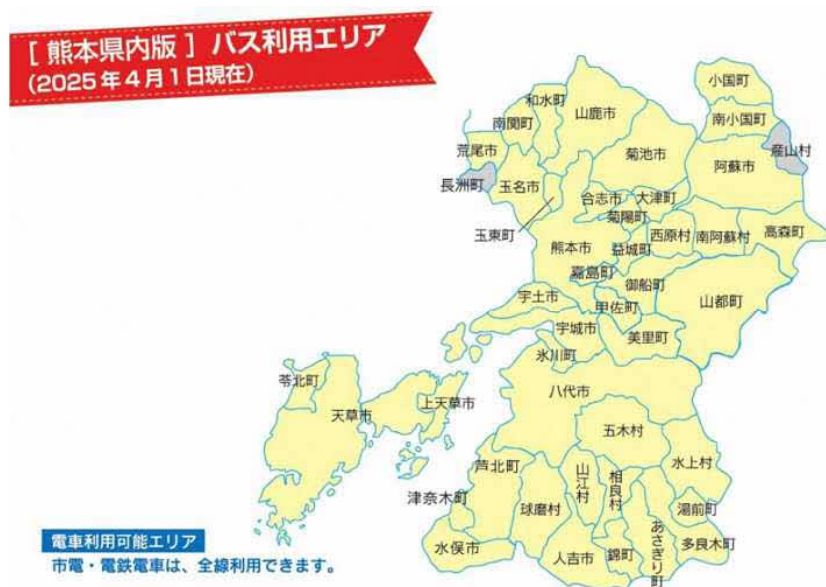 [ 熊本県内版 ] バス利用エリア
(2025年4月1日現在)
小国町
和水町
山鹿市
南小国町
南関町
荒尾市
菊池市
阿蘇市
産山村
長洲町
玉名市
合志市
大津町
菊陽町
玉東町
熊本市
益城町
西原村
南阿蘇村
高森町
嘉島町
御船町
宇土市
甲佐町
山都町
宇城市
美里町
氷川町
苓北町
八代市
天草市
上天草市
五木村
芦北町
山江村
相良村
水上村
津奈木町
球磨村
あさぎり町
湯前町
水俣市
人吉市
錦町
多良木町
電車利用可能エリア
市電・電鉄電車は、全線利用できます。